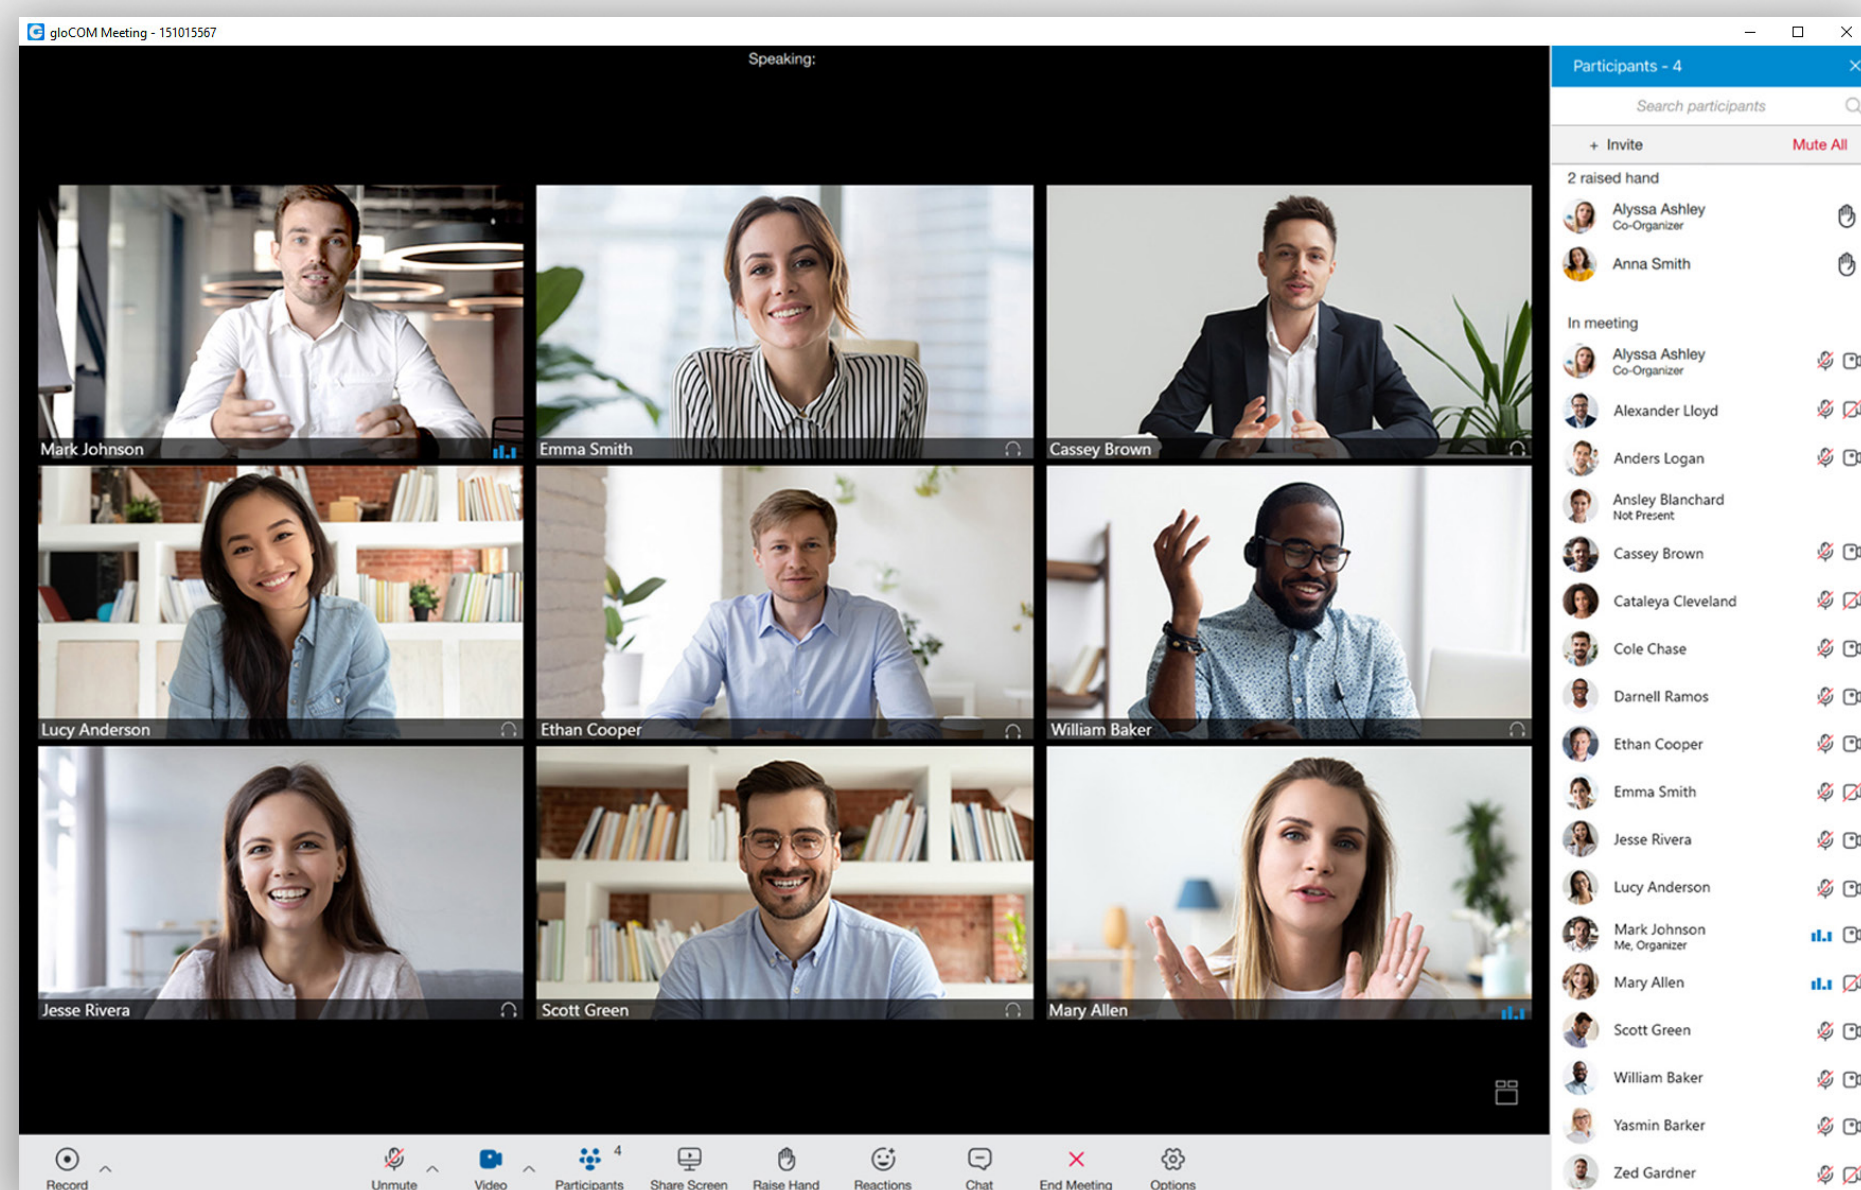 gloCOM Meeting - 151015567
Speaking:
Mark Johnson
Emma Smith
Cassey Brown
Lucy Anderson
Ethan Cooper
William Baker
Jesse Rivera
Scott Green
Mary Allen
Participants - 4
Search participants
+ Invite
Mute All
2 raised hand
Alyssa Ashley
Co-Organizer
Anna Smith
In meeting
Alyssa Ashley
Co-Organizer
Alexander Lloyd
Anders Logan
Ansley Blanchard
Not Present
Cassey Brown
Cataleya Cleveland
Cole Chase
Darnell Ramos
Ethan Cooper
Emma Smith
Jesse Rivera
Lucy Anderson
Mark Johnson
Me, Organizer
Mary Allen
Scott Green
William Baker
Yasmin Barker
Zed Gardner
Record
Unmute
Video
4
Participants
Share Screen
Raise Hand
Reactions
Chat
End Meeting
Options